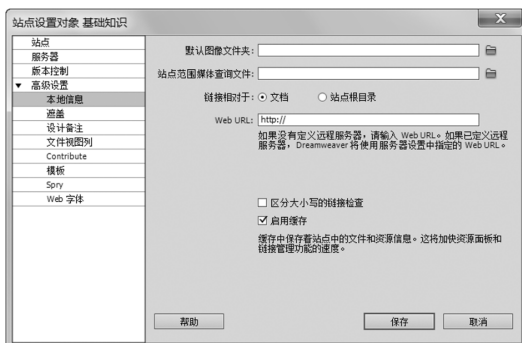 站点设置对象 基础知识
站点
服务器
版本控制
高级设置
本地信息
遮盖
设计备注
文件视图列
Contribute
模板
Spry
Web 字体
默认图像文件夹:
站点范围媒体查询文件:
链接相对于: 文档 站点根目录
Web URL: http://
如果没有定义远程服务器，请输入 Web URL。如果已定义远程
服务器，Dreamweaver 将使用服务器设置中指定的 Web URL。
区分大小写的链接检查
启用缓存
缓存中保存着站点中的文件和资源信息。这将加快资源面板和
链接管理功能的速度。
帮助 保存 取消